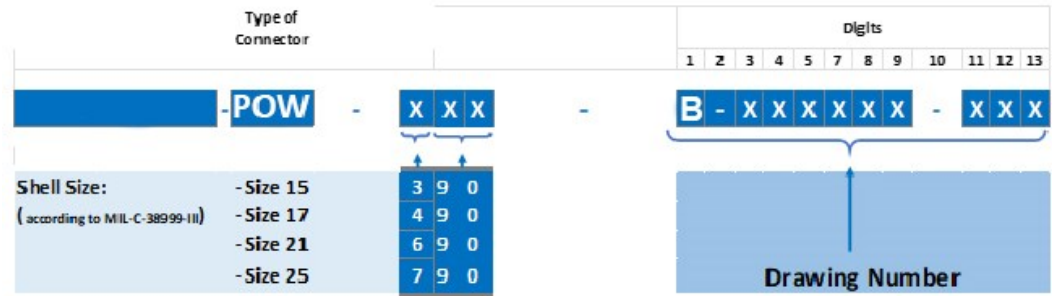 Type of
Connector
Digits
1 2 3 4 5 7 8 9 10 11 12 13
-POW - X X X - B - X X X X X X - X X X
Shell Size: - Size 15 3 9 0
( according to MIL-C-38999-III) - Size 17 4 9 0
- Size 21 6 9 0
- Size 25 7 9 0
Drawing Number